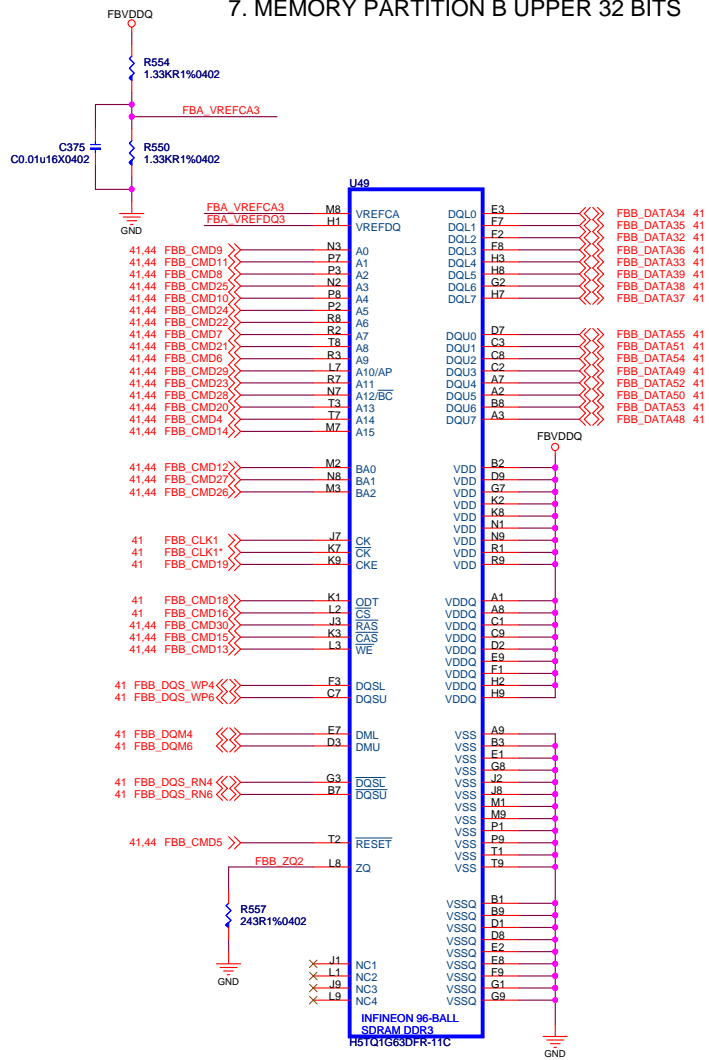 7. MEMORY PARTITION B UPPER 32 BITS
FBVDDQ
R554
1.33KR1%0402
FBA_VREFCA3
C375
C0.01u16X0402
R550
1.33KR1%0402
GND
U49
FBA_VREFCA3 M8 VREFCA DQL0 E3 FBB_DATA34 41
FBA_VREFDQ3 H1 VREFDQ DQL1 F7 FBB_DATA35 41
DQL2 F2 FBB_DATA32 41
41,44 FBB_CMD9 N3 A0 DQL3 F8 FBB_DATA36 41
41,44 FBB_CMD11 P7 A1 DQL4 H3 FBB_DATA33 41
41,44 FBB_CMD8 P3 A2 DQL5 H8 FBB_DATA39 41
41,44 FBB_CMD25 N2 A3 DQL6 G2 FBB_DATA38 41
41,44 FBB_CMD10 P8 A4 DQL7 H7 FBB_DATA37 41
41,44 FBB_CMD24 P2 A5
41,44 FBB_CMD22 R8 A6
41,44 FBB_CMD7 R2 A7 DQU0 D7 FBB_DATA55 41
41,44 FBB_CMD21 T8 A8 DQU1 C3 FBB_DATA51 41
41,44 FBB_CMD6 R3 A9 DQU2 C8 FBB_DATA54 41
41,44 FBB_CMD29 L7 A10/AP DQU3 C2 FBB_DATA49 41
41,44 FBB_CMD23 R7 A11 DQU4 A7 FBB_DATA52 41
41,44 FBB_CMD28 N7 A12/BC DQU5 A2 FBB_DATA50 41
41,44 FBB_CMD20 T3 A13 DQU6 B8 FBB_DATA53 41
41,44 FBB_CMD4 T7 A14 DQU7 A3 FBB_DATA48 41
41,44 FBB_CMD14 M7 A15
FBVDDQ
41,44 FBB_CMD12 M2 BA0 VDD B2
41,44 FBB_CMD27 N8 BA1 VDD D9
41,44 FBB_CMD26 M3 BA2 VDD G7
VDD K2
VDD K8
VDD N1
41 FBB_CLK1 J7 CK VDD N9
41 FBB_CLK1* K7 CK VDD R1
41 FBB_CMD19 K9 CKE VDD R9
41 FBB_CMD18 K1 ODT VDDQ A1
41 FBB_CMD16 L2 CS VDDQ A8
41,44 FBB_CMD30 J3 RAS VDDQ C1
41,44 FBB_CMD15 K3 CAS VDDQ C9
41,44 FBB_CMD13 L3 WE VDDQ D2
VDDQ E9
VDDQ F1
41 FBB_DQS_WP4 F3 DQSL VDDQ H2
41 FBB_DQS_WP6 C7 DQSU VDDQ H9
41 FBB_DQM4 E7 DML VSS A9
41 FBB_DQM6 D3 DMU VSS B3
VSS E1
VSS G8
41 FBB_DQS_RN4 G3 DQSL VSS J2
41 FBB_DQS_RN6 B7 DQSU VSS J8
VSS M1
VSS M9
VSS P1
41,44 FBB_CMD5 T2 RESET VSS P9
VSS T1
FBB_ZQ2 L8 ZQ VSS T9
R557
243R1%0402
GND
VSSQ B1
VSSQ B9
VSSQ D1
VSSQ D8
VSSQ E2
J1 NC1 VSSQ E8
L1 NC2 VSSQ F9
J9 NC3 VSSQ G1
L9 NC4 VSSQ G9
INFINEON 96-BALL
SDRAM DDR3
H5TQ1G63DFR-11C
GND